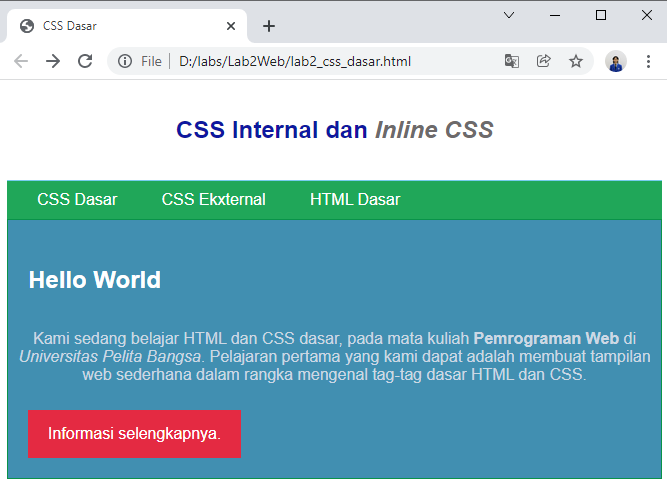 CSS Dasar
File D:/labs/Lab2Web/lab2_css_dasar.html
CSS Internal dan Inline CSS
CSS Dasar CSS Ekxternal HTML Dasar
Hello World
Kami sedang belajar HTML dan CSS dasar, pada mata kuliah Pemrograman Web di
Universitas Pelita Bangsa. Pelajaran pertama yang kami dapat adalah membuat tampilan
web sederhana dalam rangka mengenal tag-tag dasar HTML dan CSS.
Informasi selengkapnya.